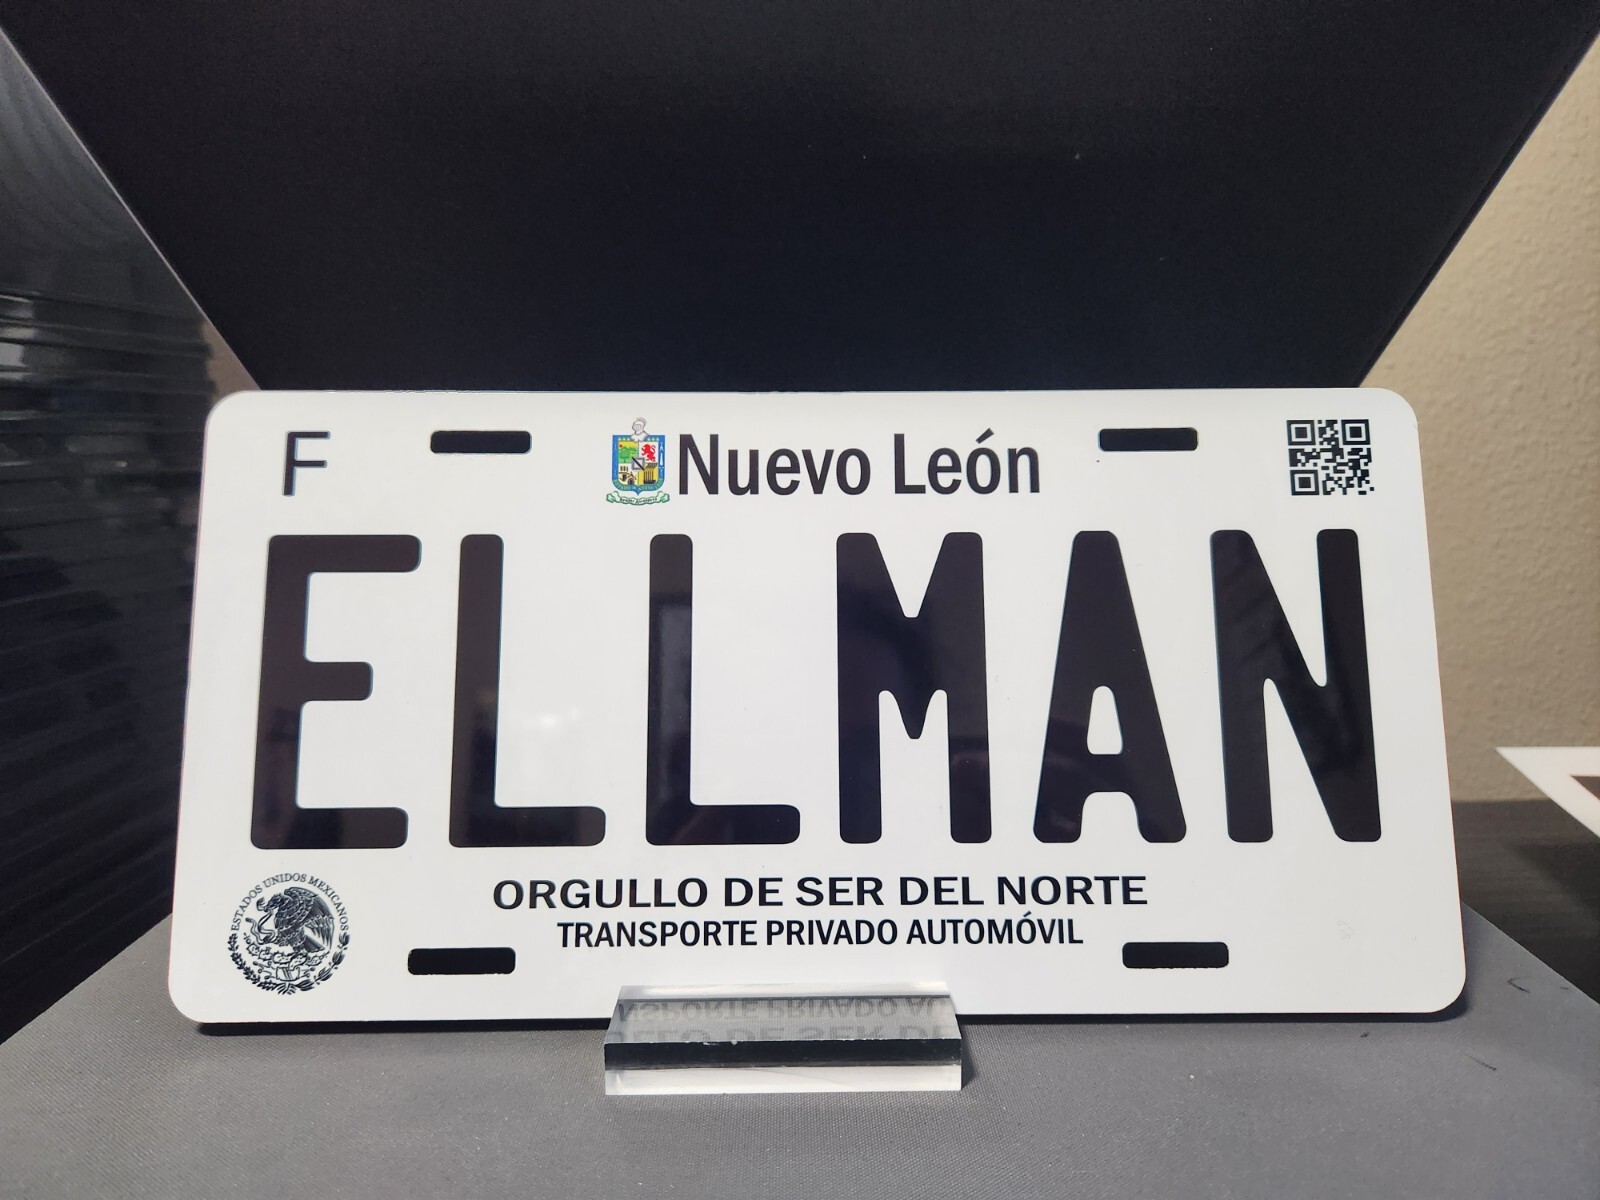 F
Nuevo León
ELLMAN
ORGULLO DE SER DEL NORTE
TRANSPORTE PRIVADO AUTOMÓVIL
ESTADOS UNIDOS MEXICANOS